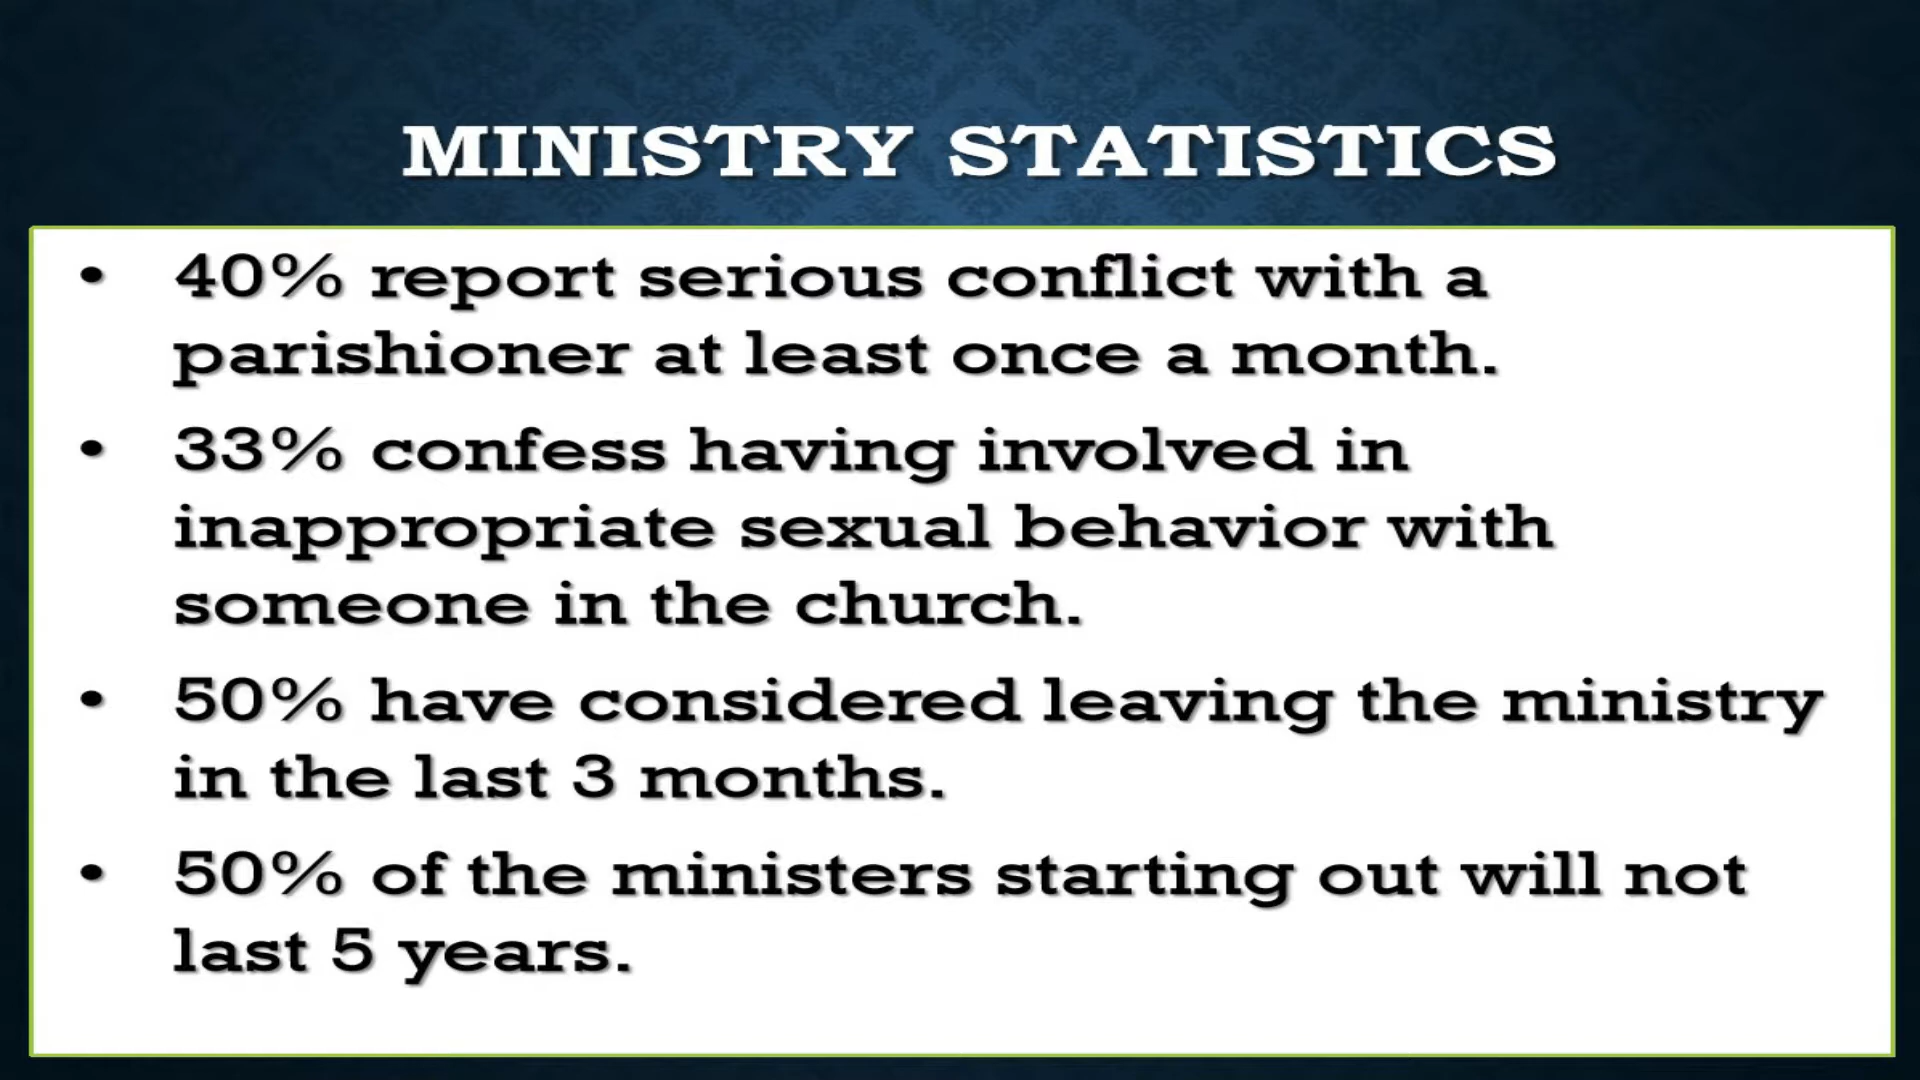 MINISTRY STATISTICS
• 40% report serious conflict with a
parishioner at least once a month.
• 33% confess having involved in
inappropriate sexual behavior with
someone in the church.
• 50% have considered leaving the ministry
in the last 3 months.
• 50% of the ministers starting out will not
last 5 years.